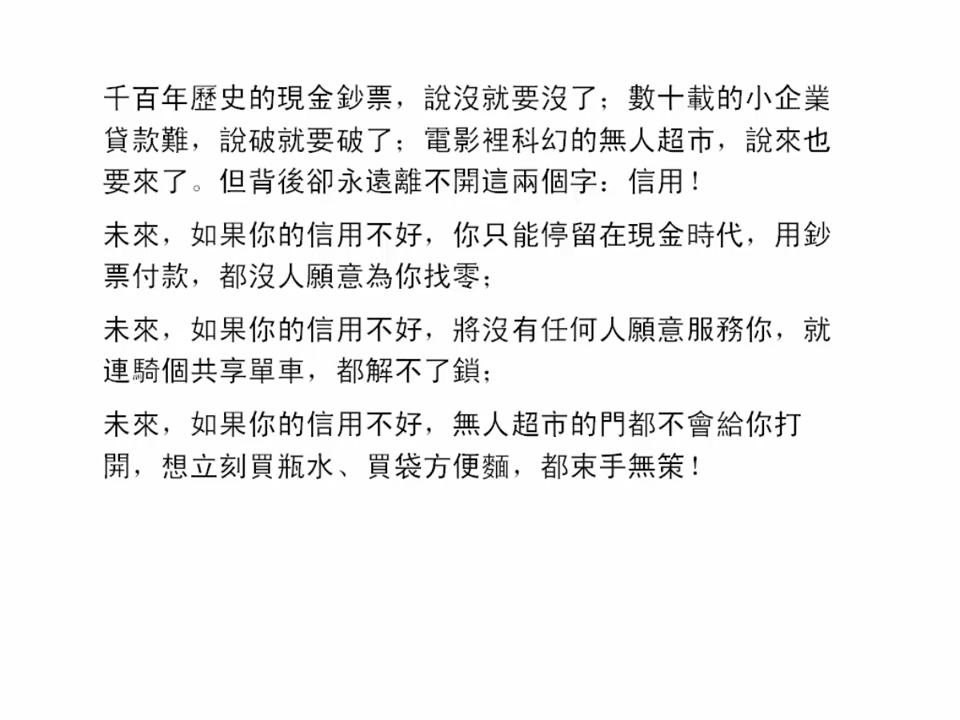 千百年歷史的現金鈔票，說沒就要沒了；數十載的小企業
貸款難，說破就要破了；電影裡科幻的無人超市，說來也
要來了。但背後卻永遠離不開這兩個字：信用！
未來，如果你的信用不好，你只能停留在現金時代，用鈔
票付款，都沒人願意為你找零；
未來，如果你的信用不好，將沒有任何人願意服務你，就
連騎個共享單車，都解不了鎖；
未來，如果你的信用不好，無人超市的門都不會給你打
開，想立刻買瓶水、買袋方便麵，都束手無策！